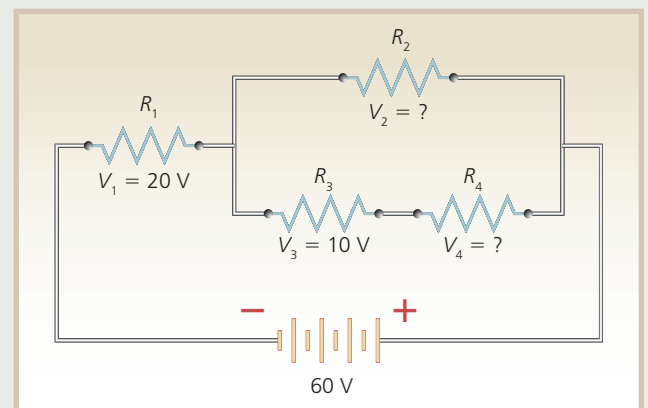 R₂
V₂ = ?
R₁
V₁ = 20 V
R₃
V₃ = 10 V
R₄
V₄ = ?
− +
60 V